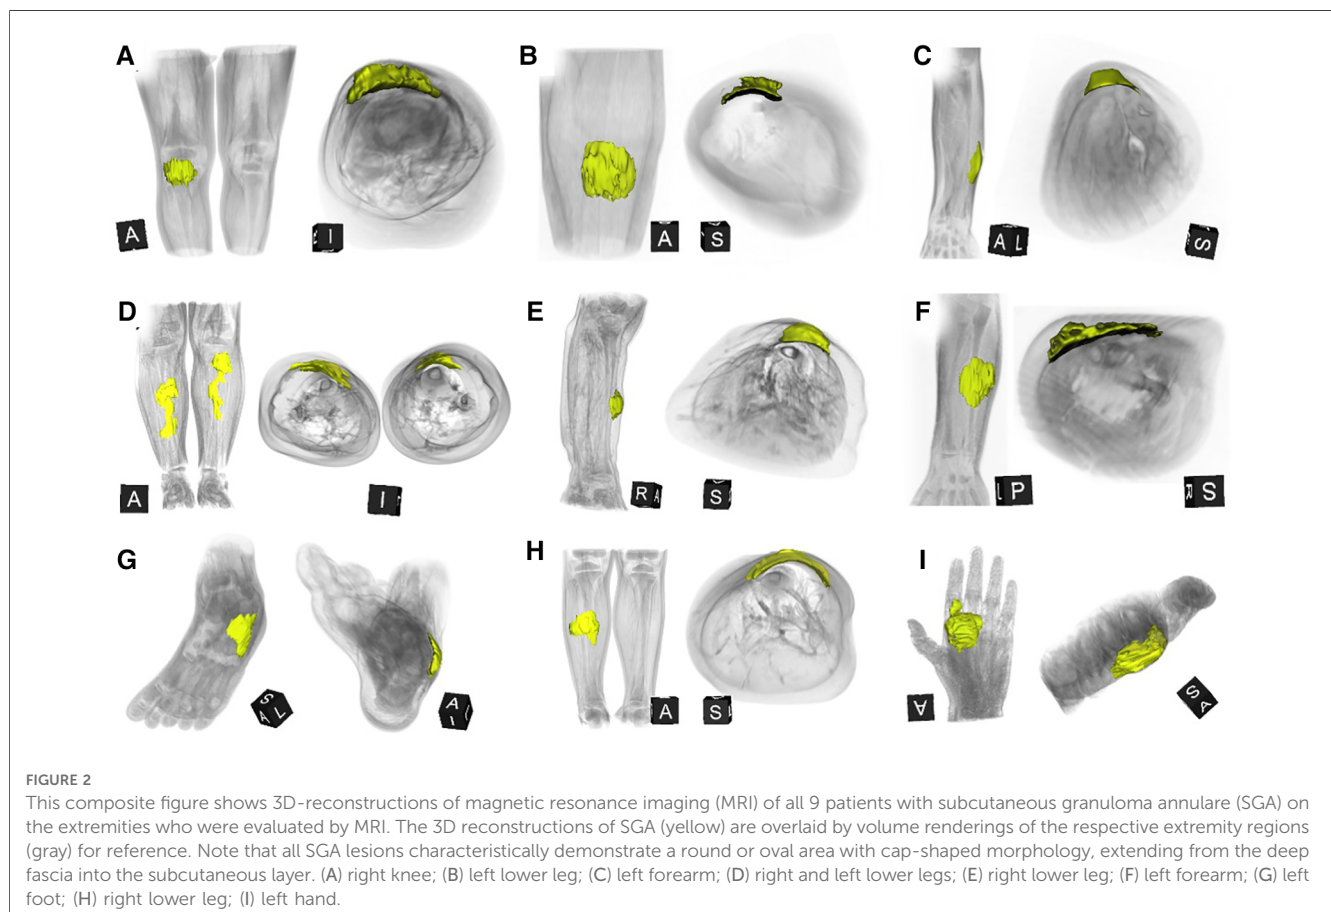 A
B
C
A
I
A
S
A L
S
D
E
F
A
I
R A
S
L P
R S
G
H
I
S A L
A I
A
S
A
S A
FIGURE 2
This composite figure shows 3D-reconstructions of magnetic resonance imaging (MRI) of all 9 patients with subcutaneous granuloma annulare (SGA) on
the extremities who were evaluated by MRI. The 3D reconstructions of SGA (yellow) are overlaid by volume renderings of the respective extremity regions
(gray) for reference. Note that all SGA lesions characteristically demonstrate a round or oval area with cap-shaped morphology, extending from the deep
fascia into the subcutaneous layer. (A) right knee; (B) left lower leg; (C) left forearm; (D) right and left lower legs; (E) right lower leg; (F) left forearm; (G) left
foot; (H) right lower leg; (I) left hand.